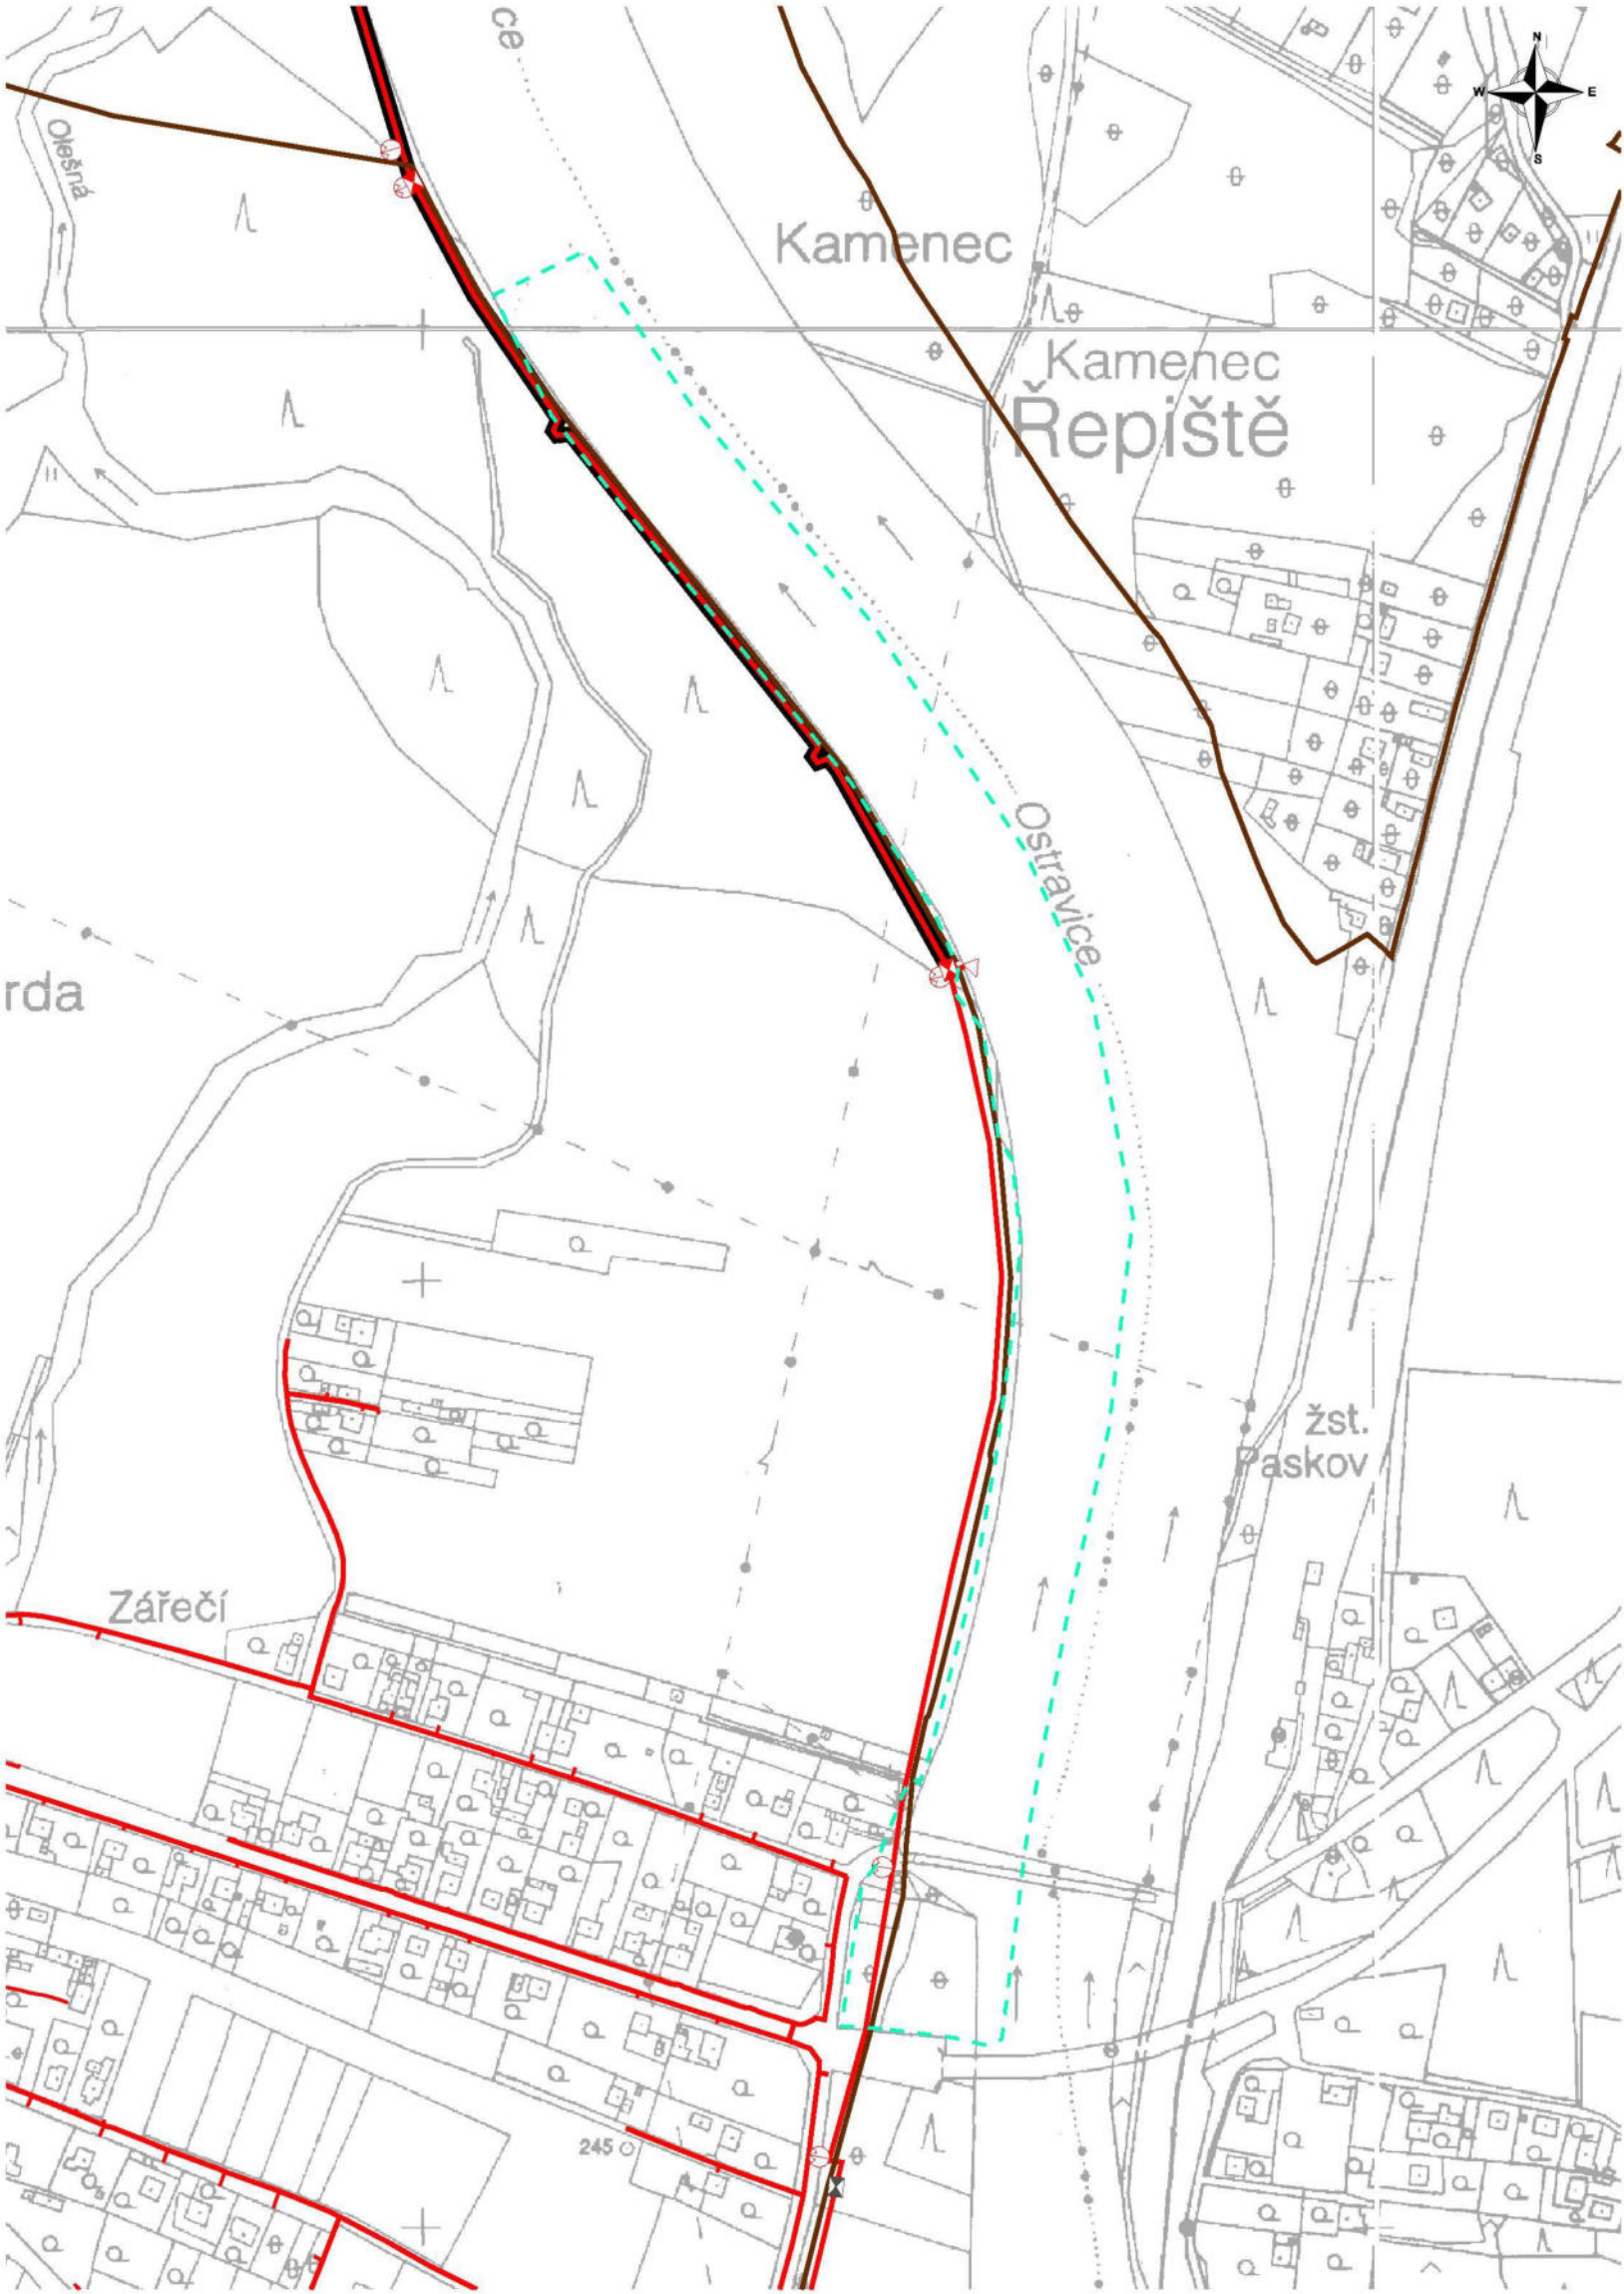 ce
N
W E
S
Olešná
Kamenec
Kamenec
Řepiště
Ostravice
rda
žst.
Paskov
Zářečí
245